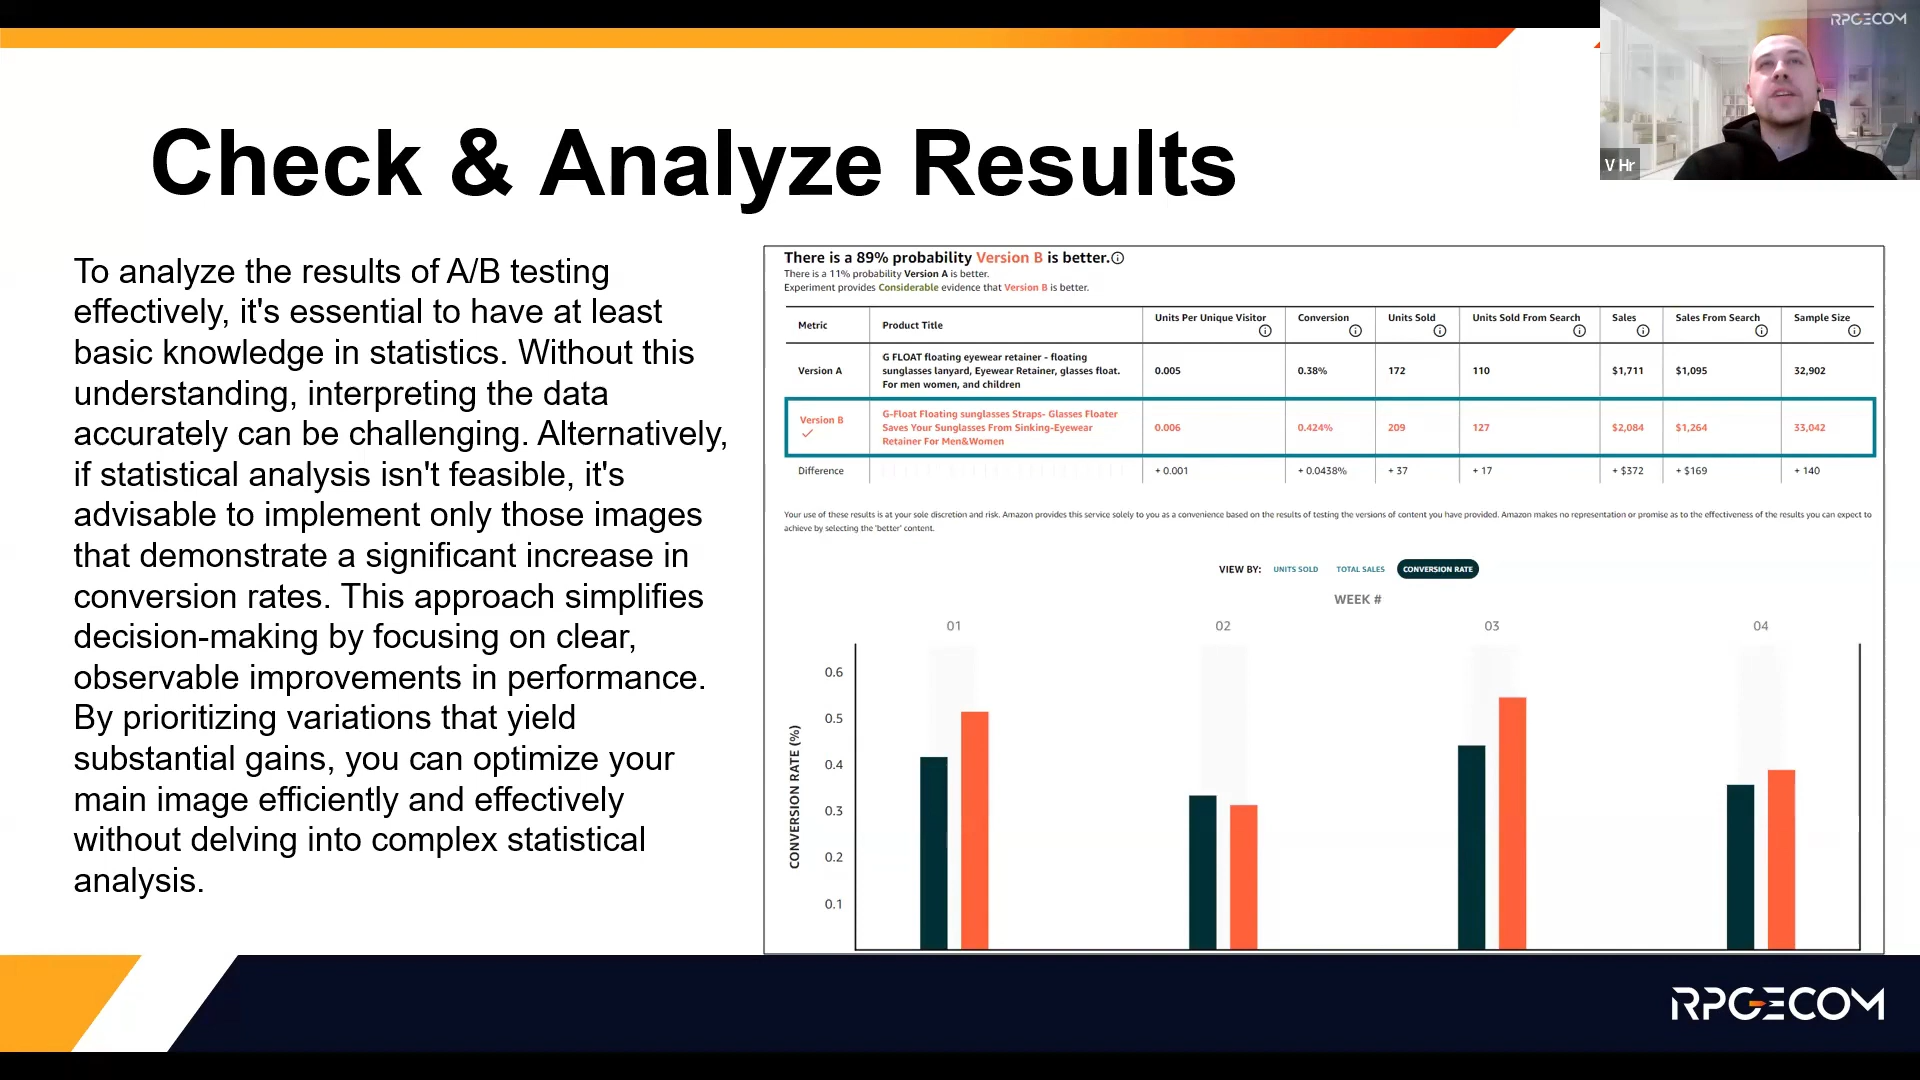 RPGECOM
V Hr
Check & Analyze Results
To analyze the results of A/B testing
effectively, it's essential to have at least
basic knowledge in statistics. Without this
understanding, interpreting the data
accurately can be challenging. Alternatively,
if statistical analysis isn't feasible, it's
advisable to implement only those images
that demonstrate a significant increase in
conversion rates. This approach simplifies
decision-making by focusing on clear,
observable improvements in performance.
By prioritizing variations that yield
substantial gains, you can optimize your
main image efficiently and effectively
without delving into complex statistical
analysis.
There is a 89% probability Version B is better.
There is a 11% probability Version A is better.
Experiment provides Considerable evidence that Version B is better.
Metric Product Title Units Per Unique Visitor Conversion Units Sold Units Sold From Search Sales Sales From Search Sample Size
G FLOAT floating eyewear retainer - floating
Version A sunglasses lanyard, Eyewear Retainer, glasses float. 0.005 0.38% 172 110 $1,711 $1,095 32,902
For men women, and children
G-Float Floating sunglasses Straps- Glasses Floater
Version B Saves Your Sunglasses From Sinking-Eyewear 0.006 0.424% 209 127 $2,084 $1,264 33,042
Retainer For Men&Women
Difference + 0.001 + 0.0438% + 37 + 17 + $372 + $169 + 140
Your use of these results is at your sole discretion and risk. Amazon provides this service solely to you as a convenience based on the results of testing the versions of content you have provided. Amazon makes no representation or promise as to the effectiveness of the results you can expect to
achieve by selecting the 'better' content.
VIEW BY: UNITS SOLD TOTAL SALES CONVERSION RATE
WEEK #
01 02 03 04
CONVERSION RATE (%)
0.6
0.5
0.4
0.3
0.2
0.1
RPGECOM